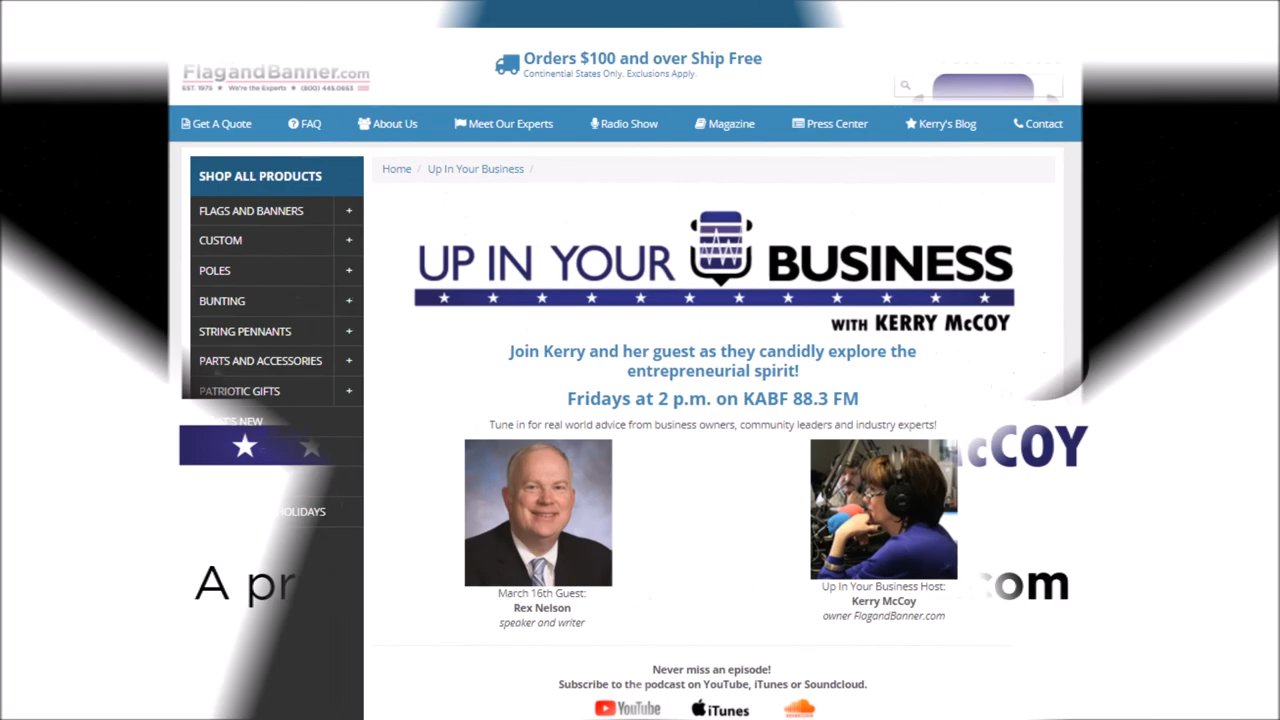 Orders $100 and over Ship Free
Continental States Only. Exclusions Apply.
FlagandBanner.com
EST. 1975 ★ We're the Experts ★ (800) 445.0653
Get A Quote
FAQ
About Us
Meet Our Experts
Radio Show
Magazine
Press Center
Kerry's Blog
Contact
SHOP ALL PRODUCTS
FLAGS AND BANNERS +
CUSTOM +
POLES +
BUNTING +
STRING PENNANTS +
PARTS AND ACCESSORIES +
PATRIOTIC GIFTS +
NEW
HOLIDAYS
Home / Up In Your Business /
UP IN YOUR BUSINESS
WITH KERRY McCOY
Join Kerry and her guest as they candidly explore the
entrepreneurial spirit!
Fridays at 2 p.m. on KABF 88.3 FM
Tune in for real world advice from business owners, community leaders and industry experts!
McCOY
March 16th Guest:
Rex Nelson
speaker and writer
Up In Your Business Host:
Kerry McCoy
owner FlagandBanner.com
A pr
com
Never miss an episode!
Subscribe to the podcast on YouTube, iTunes or Soundcloud.
YouTube
iTunes